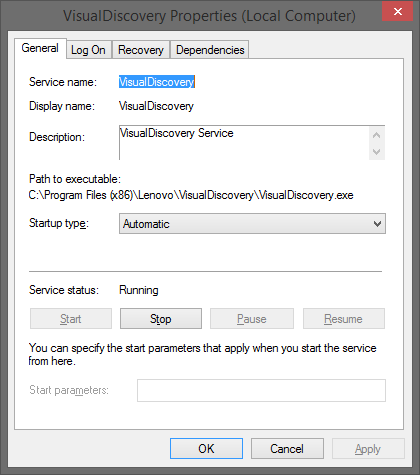 VisualDiscovery Properties (Local Computer)
General Log On Recovery Dependencies
Service name: VisualDiscovery
Display name: VisualDiscovery
Description: VisualDiscovery Service
Path to executable:
C:\Program Files (x86)\Lenovo\VisualDiscovery\VisualDiscovery.exe
Startup type: Automatic
Service status: Running
Start Stop Pause Resume
You can specify the start parameters that apply when you start the service
from here.
Start parameters:
OK Cancel Apply